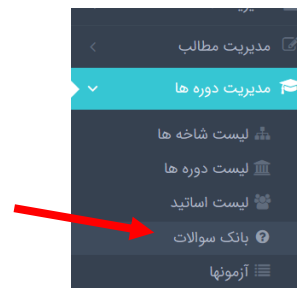 مدیریت مطالب
مدیریت دوره ها
لیست شاخه ها
لیست دوره ها
لیست اساتید
بانک سوالات
آزمونها